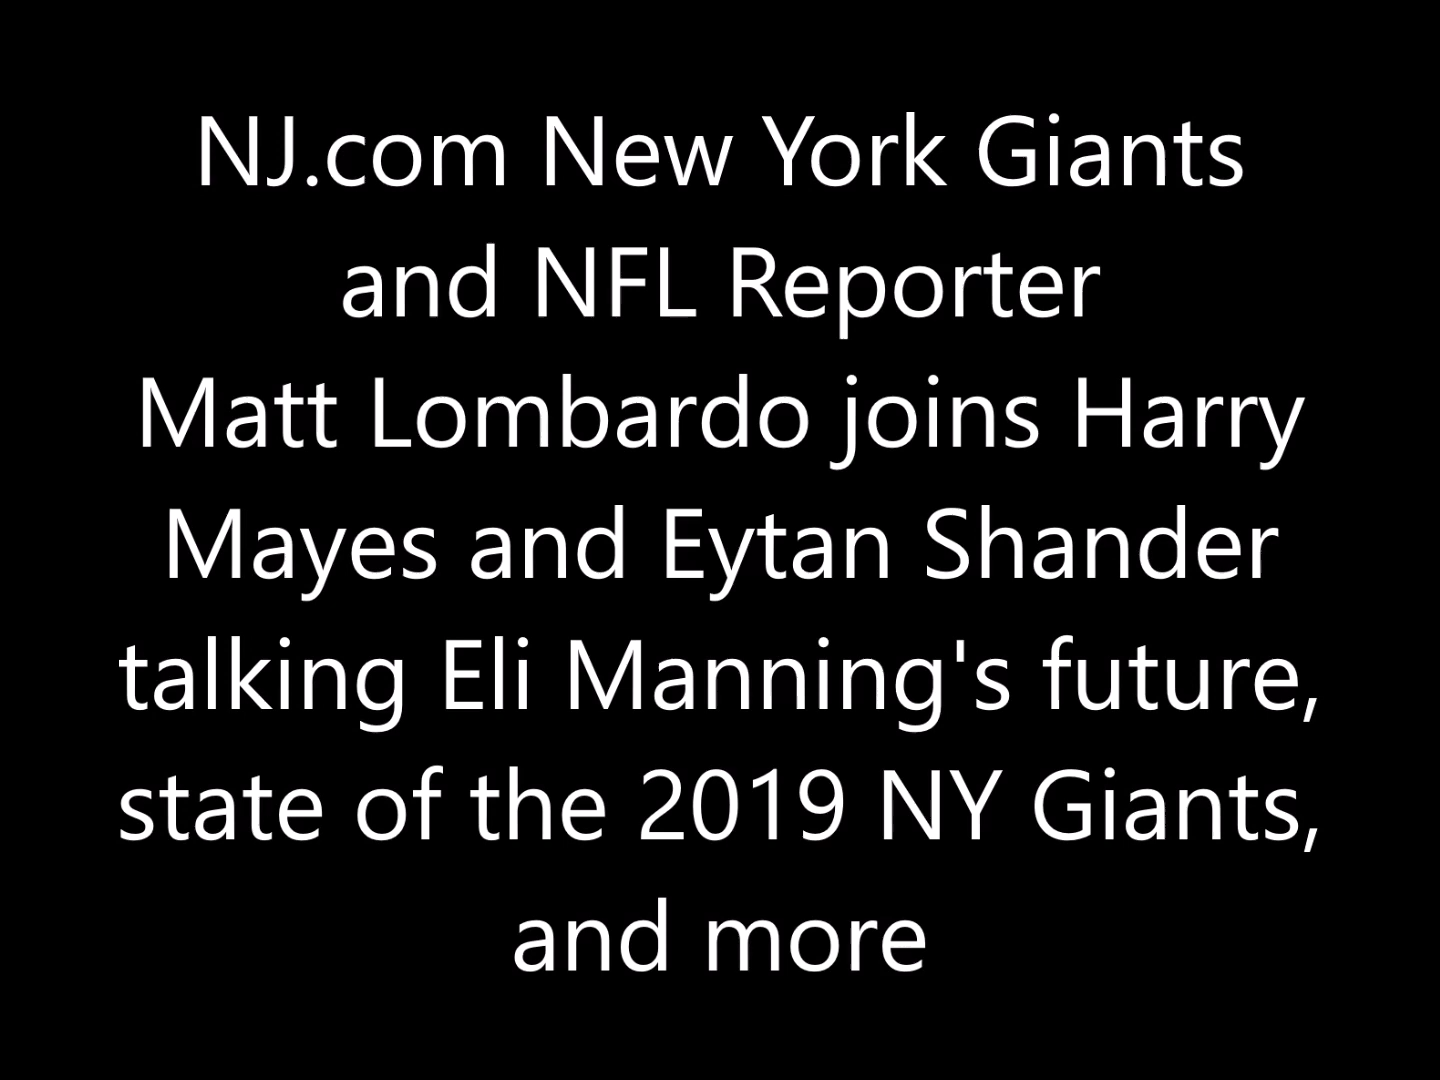 NJ.com New York Giants
and NFL Reporter
Matt Lombardo joins Harry
Mayes and Eytan Shander
talking Eli Manning's future,
state of the 2019 NY Giants,
and more